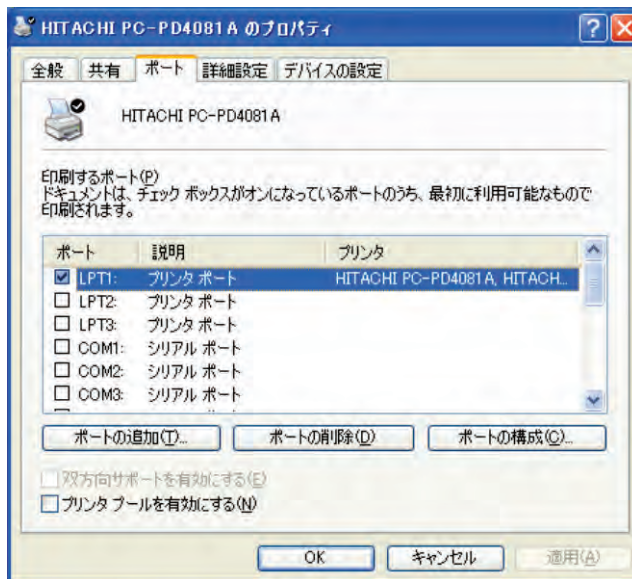 HITACHI PC-PD4081A のプロパティ
全般 共有 ポート 詳細設定 デバイスの設定
HITACHI PC-PD4081A
印刷するポート(P)
ドキュメントは、チェック ボックスがオンになっているポートのうち、最初に利用可能なもので
印刷されます。
ポート 説明 プリンタ
LPT1: プリンタ ポート HITACHI PC-PD4081A, HITACH...
LPT2: プリンタ ポート
LPT3: プリンタ ポート
COM1: シリアル ポート
COM2: シリアル ポート
COM3: シリアル ポート
ポートの追加(T)... ポートの削除(D) ポートの構成(C)...
双方向サポートを有効にする(E)
プリンタ プールを有効にする(N)
OK キャンセル 適用(A)